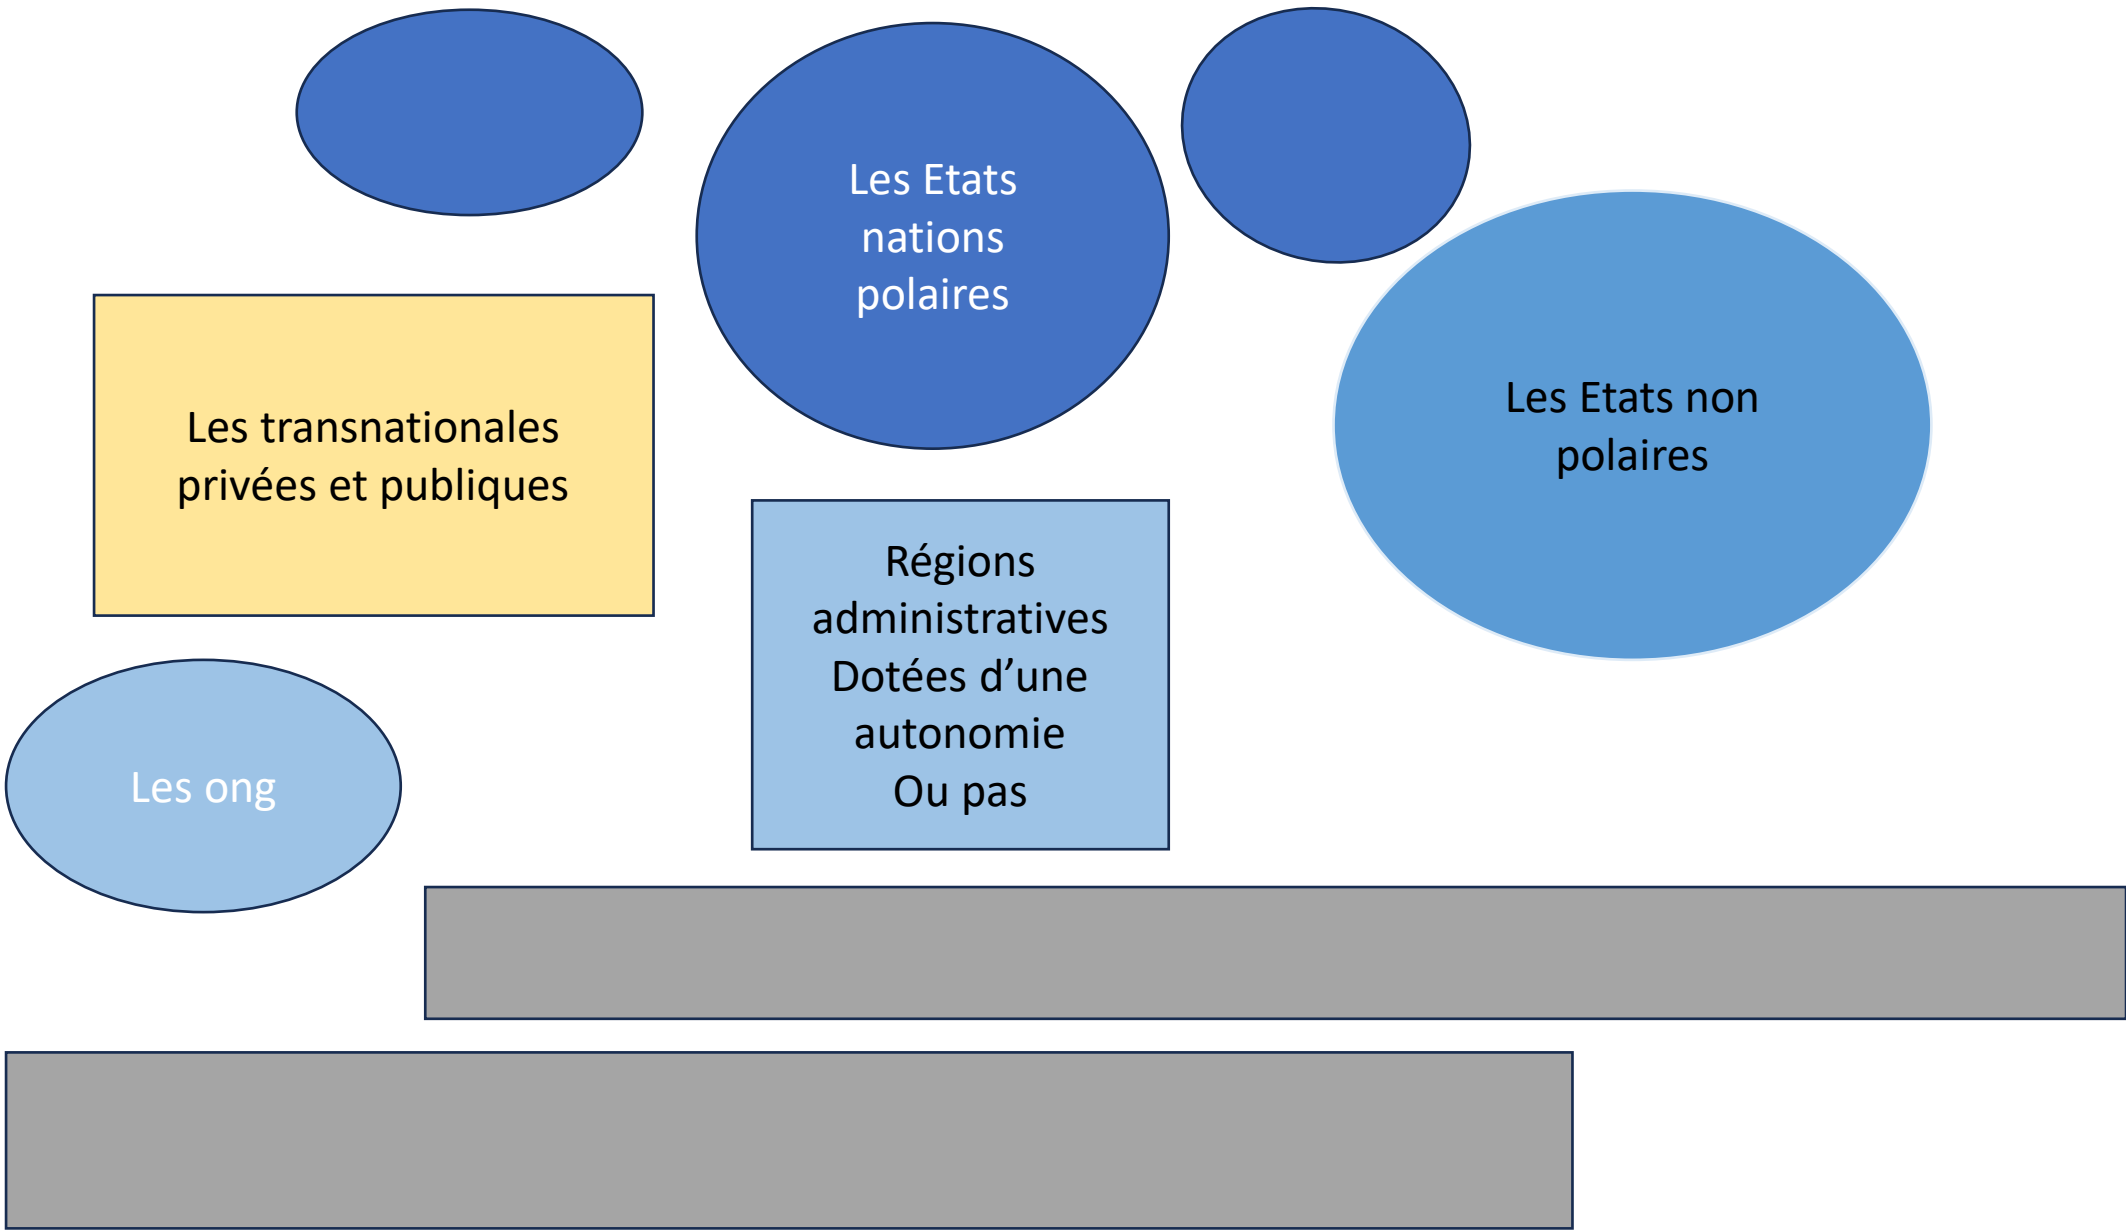 Les Etats
nations
polaires
Les Etats non
polaires
Les transnationales
privées et publiques
Régions
administratives
Dotées d’une
autonomie
Ou pas
Les ong